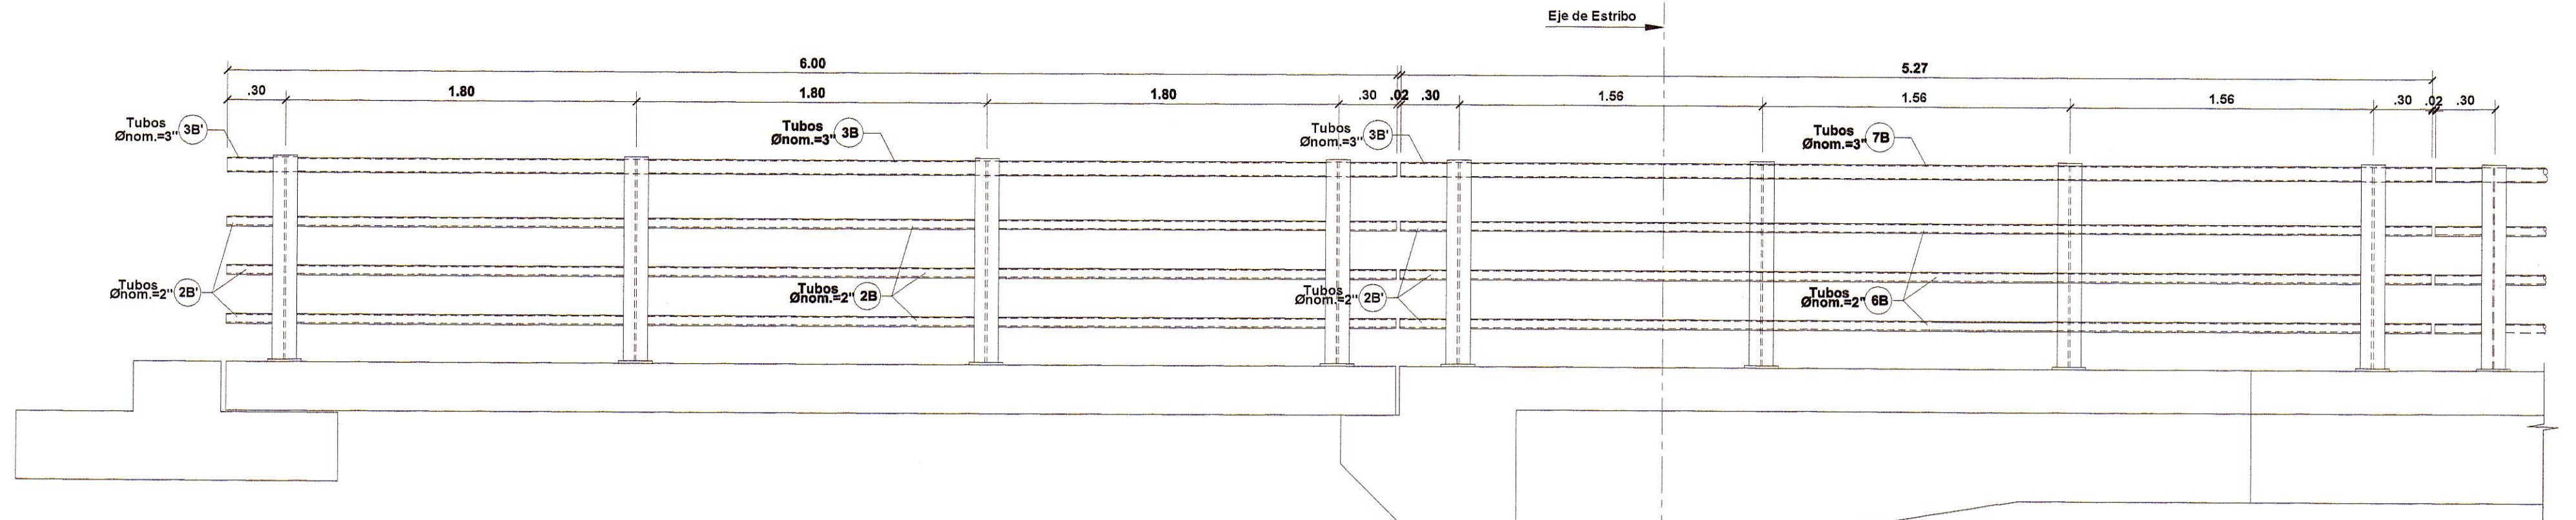 Eje de Estribo
6.00
5.27
.30
1.80
1.80
1.80
.30
.02
.30
1.56
1.56
1.56
.30
.02
.30
Tubos
Ønom.=3" 3B'
Tubos
Ønom.=3" 3B
Tubos
Ønom.=3" 3B'
Tubos
Ønom.=3" 7B
Tubos
Ønom.=2" 2B'
Tubos
Ønom.=2" 2B
Tubos
Ønom.=2" 2B'
Tubos
Ønom.=2" 6B